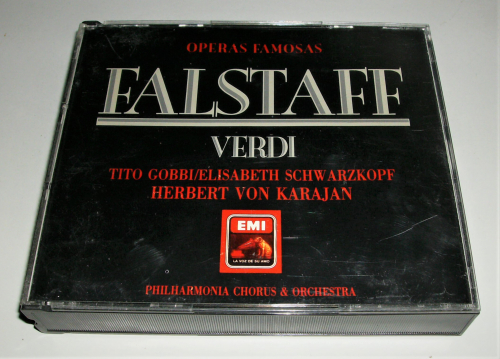 OPERAS FAMOSAS
FALSTAFF
VERDI
TITO GOBBI/ELISABETH SCHWARZKOPF
HERBERT VON KARAJAN
EMI
LA VOZ DE SU AMO
PHILHARMONIA CHORUS & ORCHESTRA